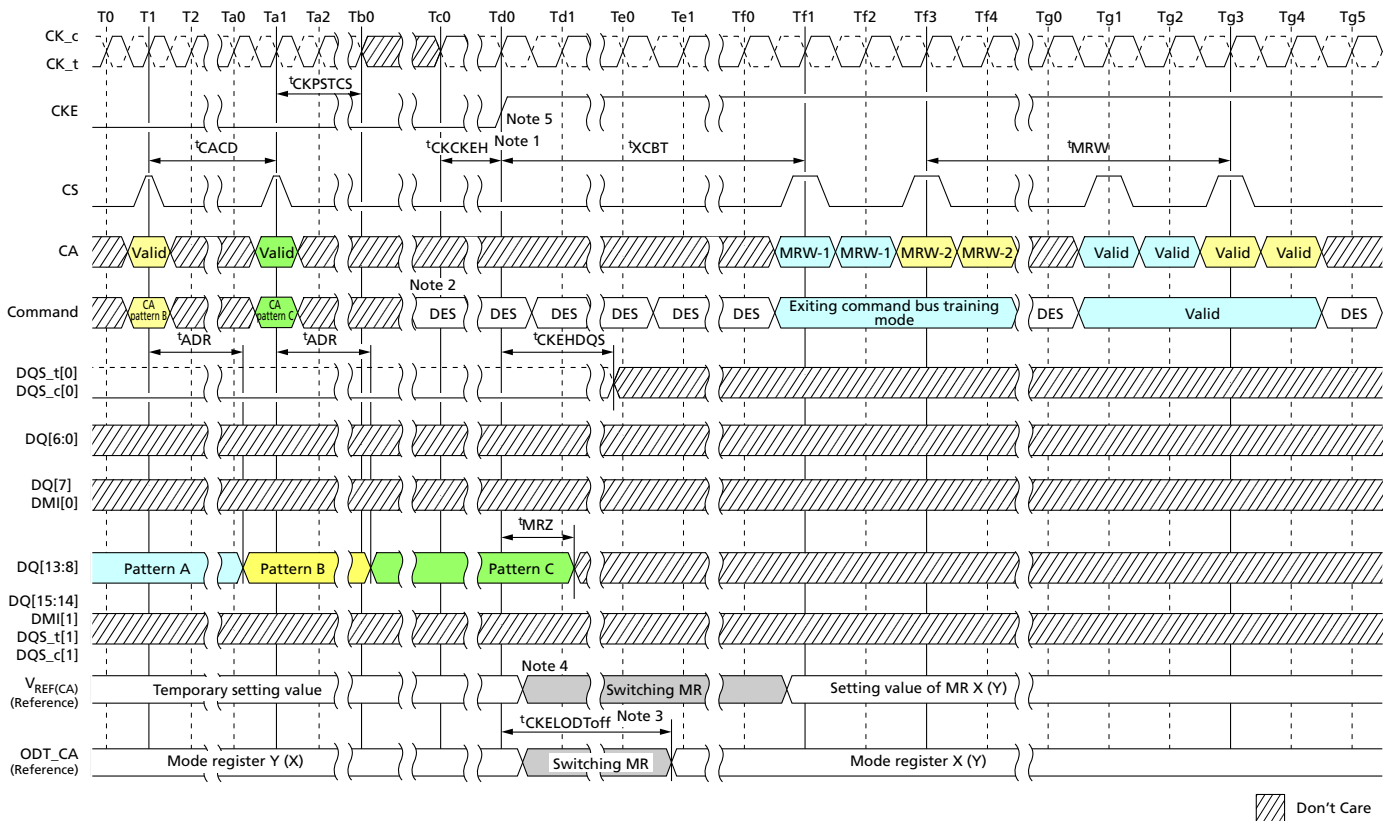 T0 T1 T2 Ta0 Ta1 Ta2 Tb0 Tc0 Td0 Td1 Te0 Te1 Tf0 Tf1 Tf2 Tf3 Tf4 Tg0 Tg1 Tg2 Tg3 Tg4 Tg5
CK_c
CK_t
tCKPSTCS
CKE
Note 5
Note 1
tCACD tCKCKEH tXCBT tMRW
CS
CA Valid Valid MRW-1 MRW-1 MRW-2 MRW-2 Valid Valid Valid Valid
Note 2
Command CA pattern B CA pattern C DES DES DES DES DES DES Exiting command bus training mode DES Valid DES
tADR tADR tCKEHDQS
DQS_t[0]
DQS_c[0]
DQ[6:0]
DQ[7]
DMI[0]
tMRZ
DQ[13:8] Pattern A Pattern B Pattern C
DQ[15:14]
DMI[1]
DQS_t[1]
DQS_c[1]
Note 4
VREF(CA) Temporary setting value Switching MR Setting value of MR X (Y)
(Reference)
tCKELODToff Note 3
ODT_CA Mode register Y (X) Switching MR Mode register X (Y)
(Reference)
Don't Care